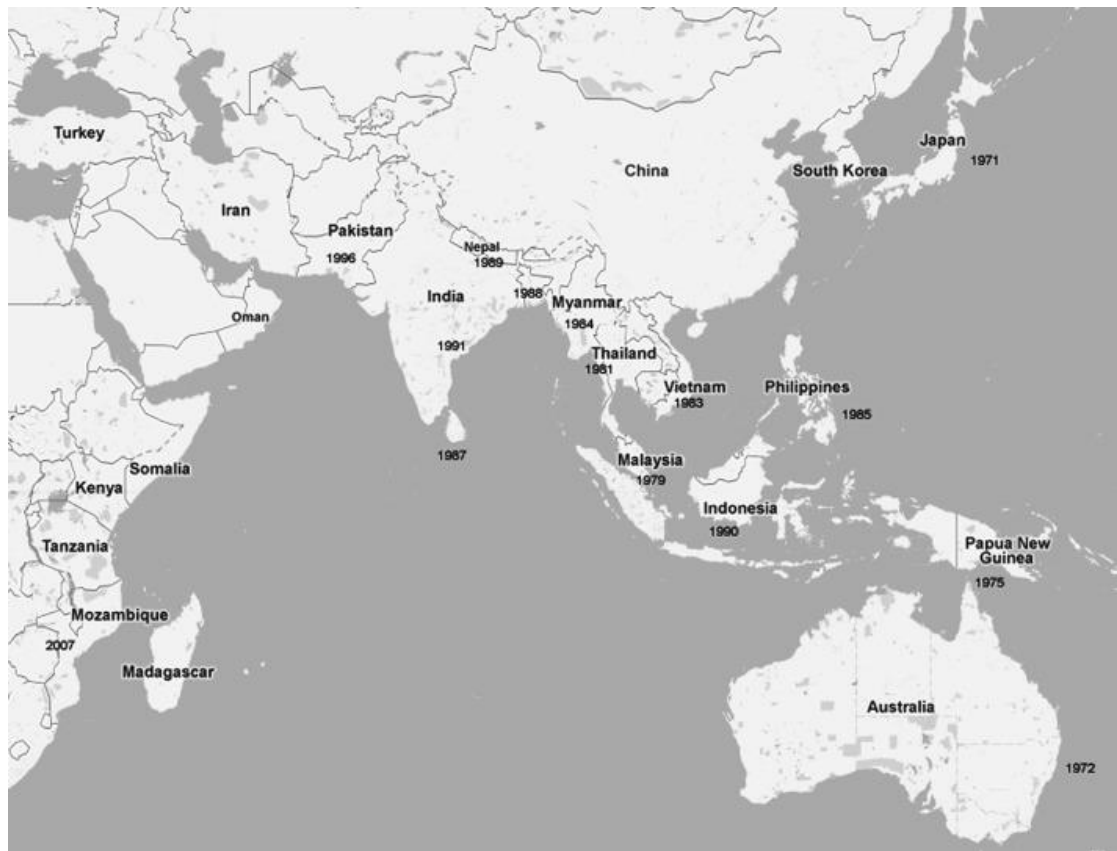 Turkey
Japan
1971
South Korea
China
Iran
Pakistan
1996
Nepal
1989
India
1988
Myanmar
1984
Oman
1991
Thailand
1981
Vietnam
1983
Philippines
1985
1987
Somalia
Malaysia
1979
Kenya
Indonesia
1990
Tanzania
Papua New
Guinea
1975
Mozambique
2007
Madagascar
Australia
1972